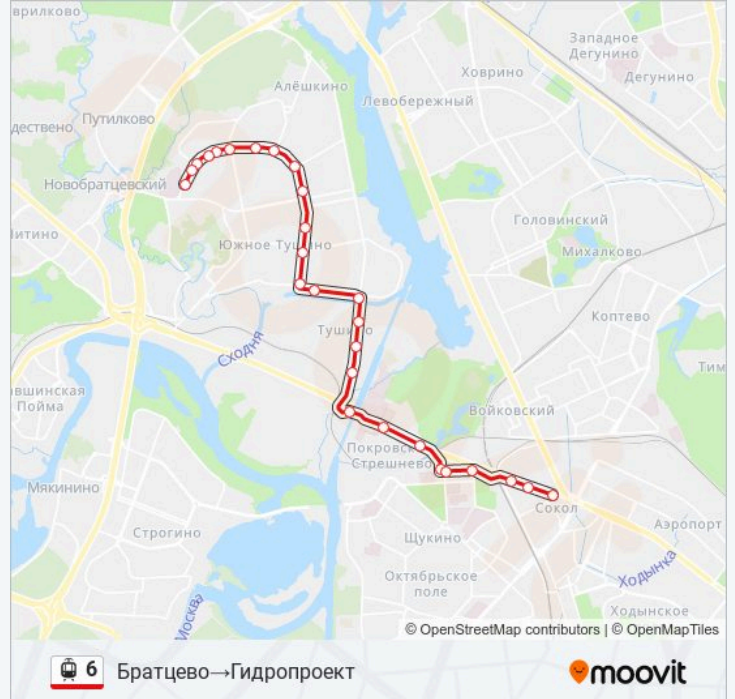 врилково
Западное
Дегунино
Ховрино
Дегунино
Алёшкино
Левобережный
Путилково
дествено
Новобратцевский
Головинский
Митино
Южное Тушино
Михалково
Коптево
Тушино
Сходня
Тим
авшинская
Пойма
Войковский
Покровское-
Стрешнево
Мякинино
Сокол
Строгино
Аэропорт
Щукино
Октябрьское
поле
Ходынка
Москва
Ходынское
© OpenStreetMap contributors | © OpenMapTiles
6 Братцево→Гидропроект
moovit